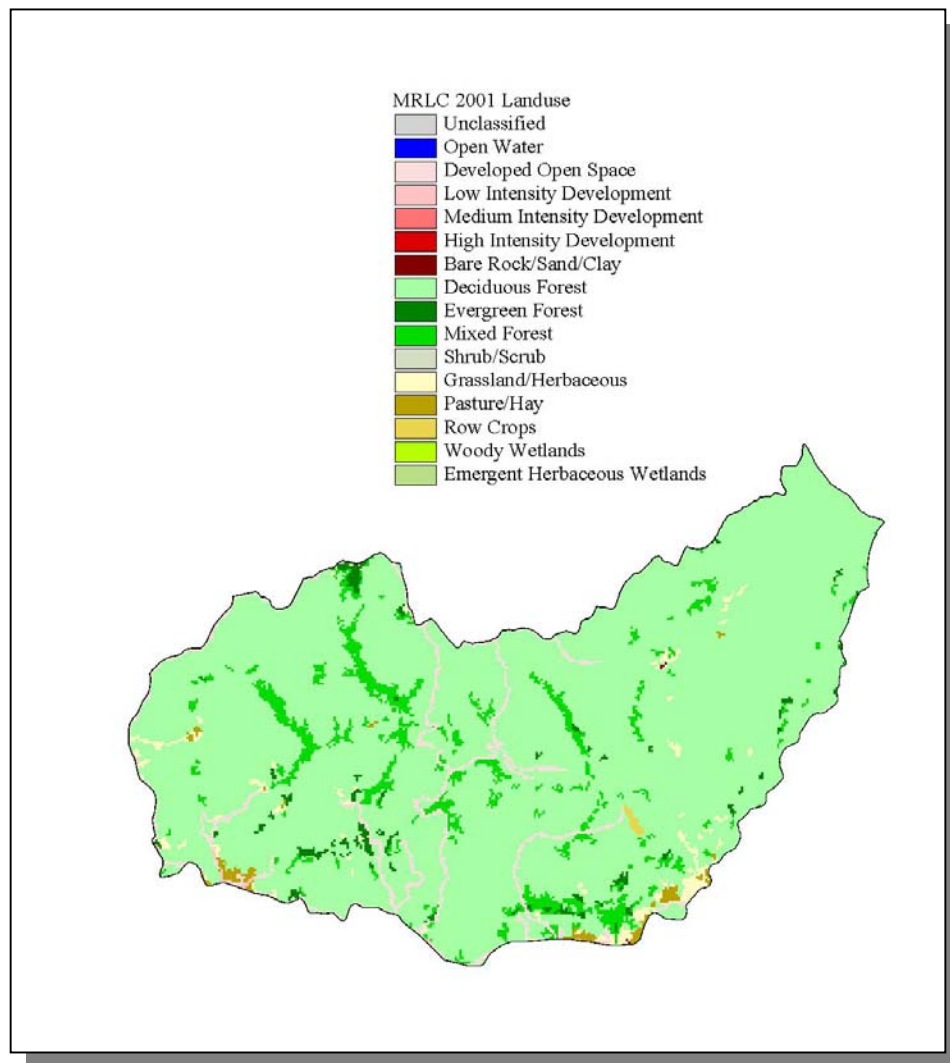 MRLC 2001 Landuse
Unclassified
Open Water
Developed Open Space
Low Intensity Development
Medium Intensity Development
High Intensity Development
Bare Rock/Sand/Clay
Deciduous Forest
Evergreen Forest
Mixed Forest
Shrub/Scrub
Grassland/Herbaceous
Pasture/Hay
Row Crops
Woody Wetlands
Emergent Herbaceous Wetlands